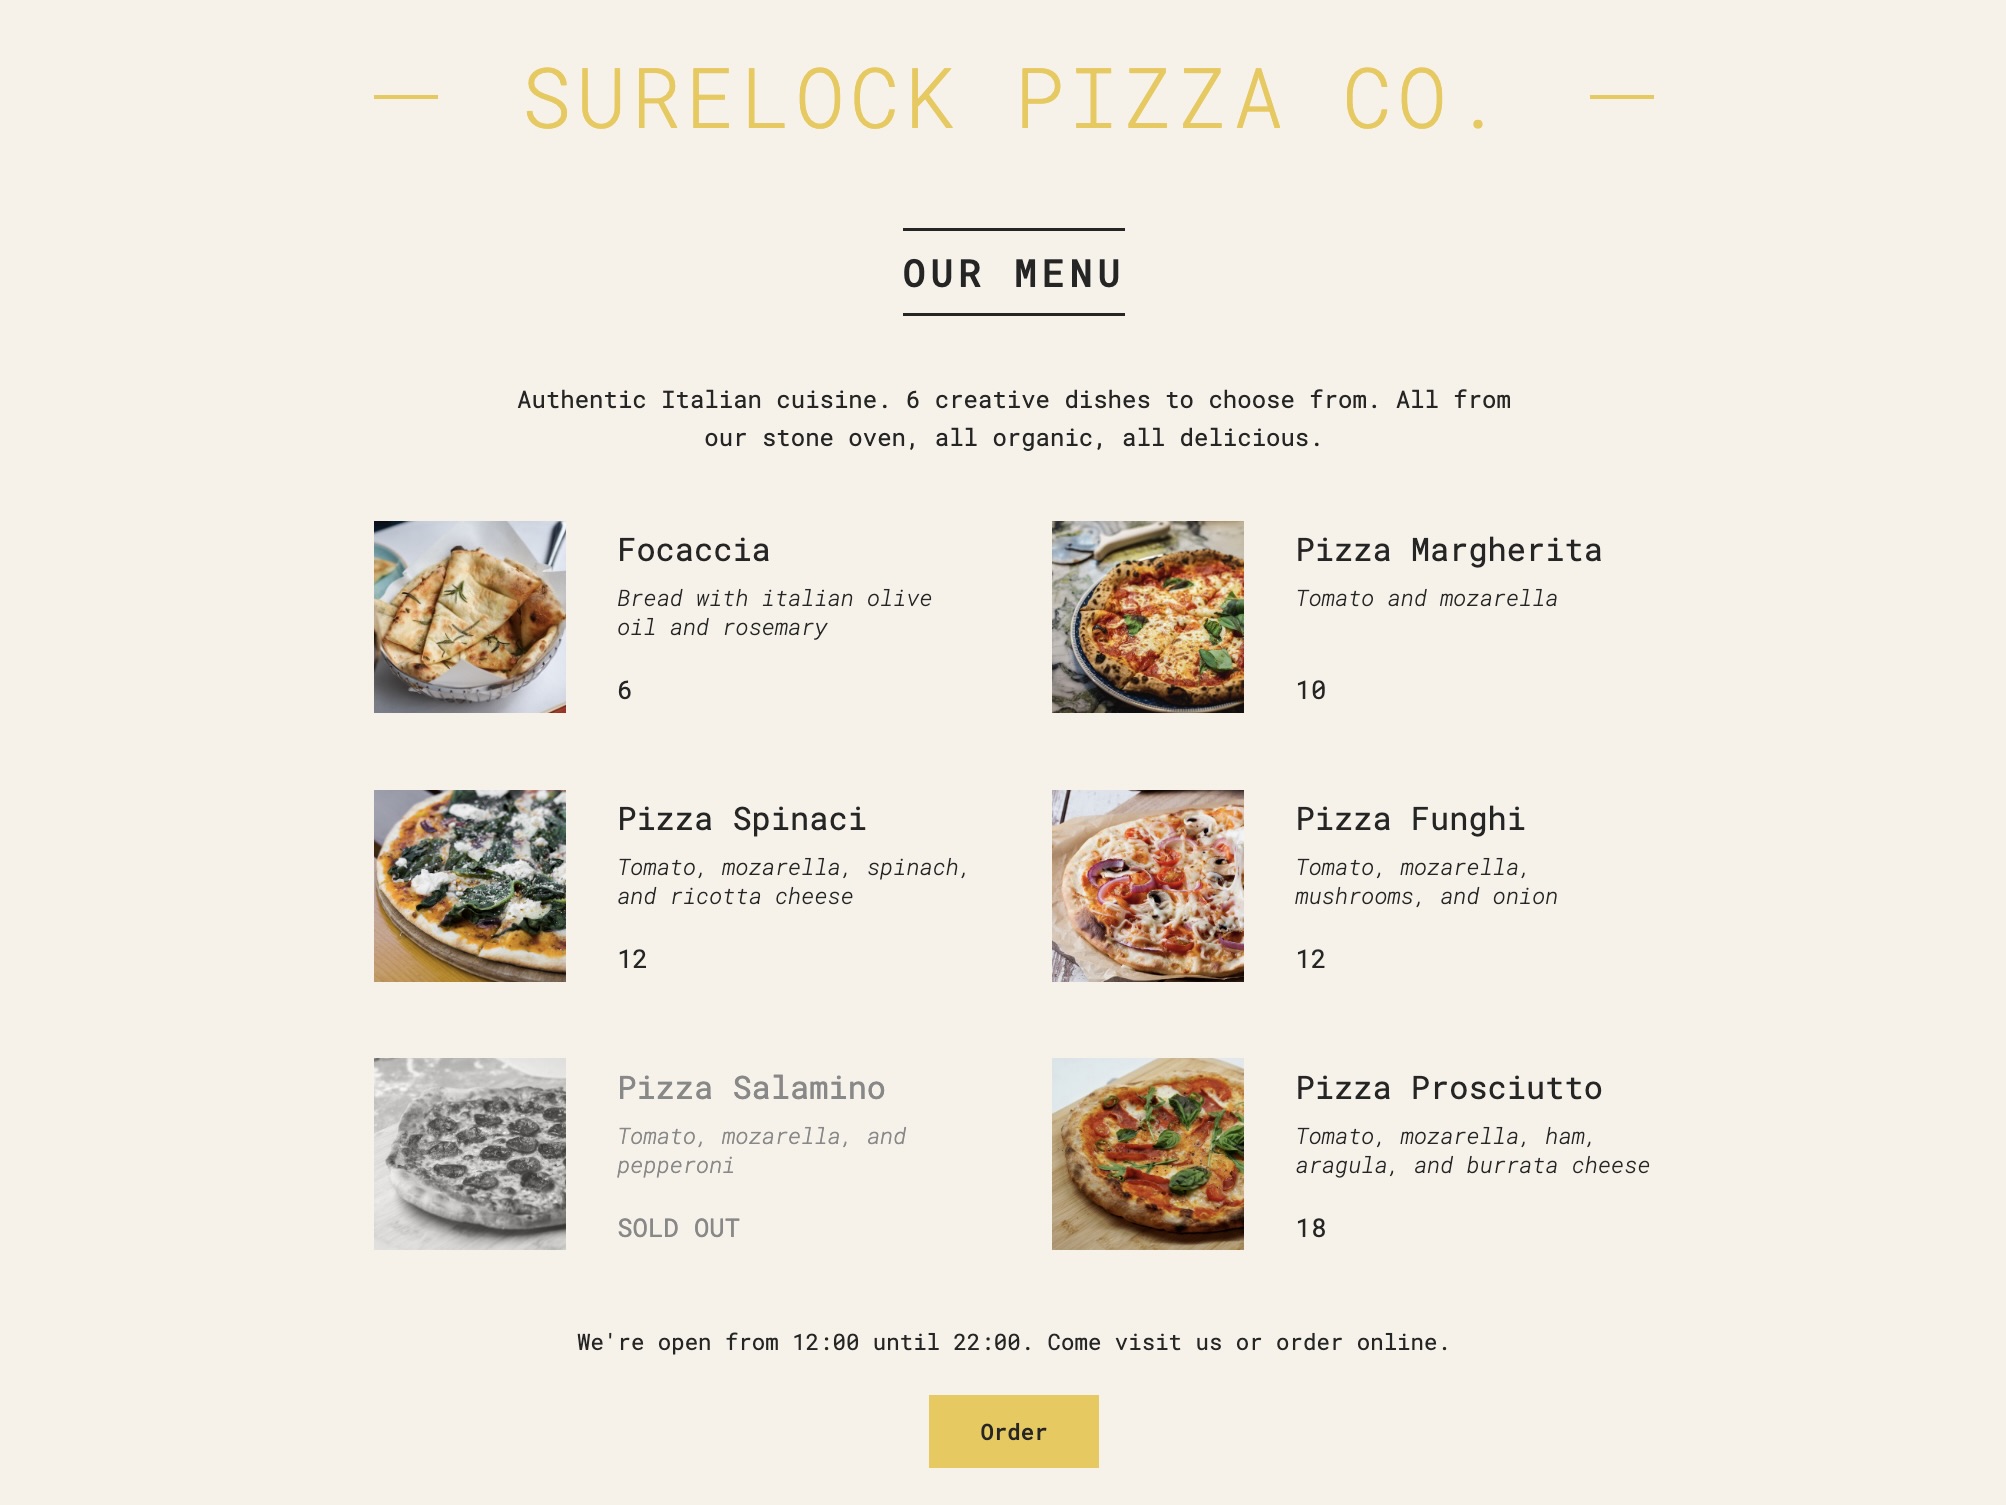 SURELOCK PIZZA CO.
OUR MENU
Authentic Italian cuisine. 6 creative dishes to choose from. All from
our stone oven, all organic, all delicious.
Focaccia
Bread with italian olive
oil and rosemary
6
Pizza Margherita
Tomato and mozarella
10
Pizza Spinaci
Tomato, mozarella, spinach,
and ricotta cheese
12
Pizza Funghi
Tomato, mozarella,
mushrooms, and onion
12
Pizza Salamino
Tomato, mozarella, and
pepperoni
SOLD OUT
Pizza Prosciutto
Tomato, mozarella, ham,
aragula, and burrata cheese
18
We're open from 12:00 until 22:00. Come visit us or order online.
Order